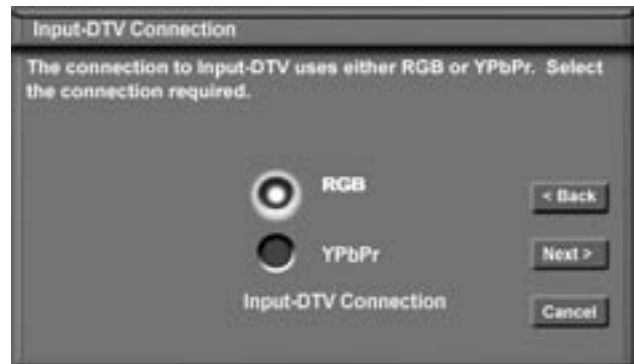 Input-DTV Connection
The connection to Input-DTV uses either RGB or YPbPr. Select
the connection required.
RGB
< Back
YPbPr
Next >
Input-DTV Connection
Cancel